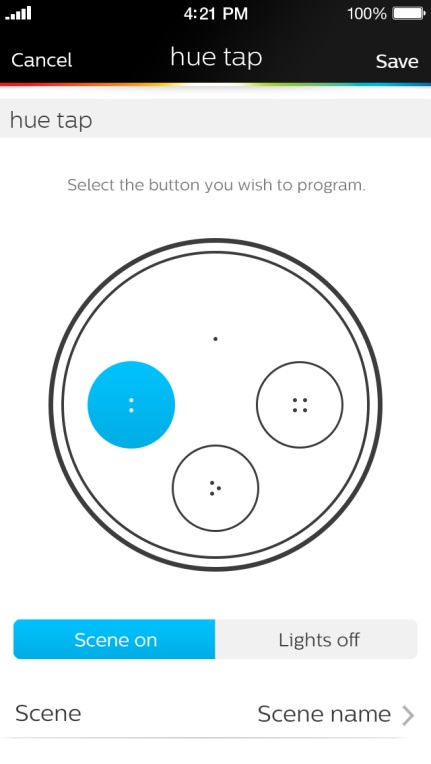 4:21 PM 100%
Cancel hue tap Save
hue tap
Select the button you wish to program.
Scene on Lights off
Scene Scene name